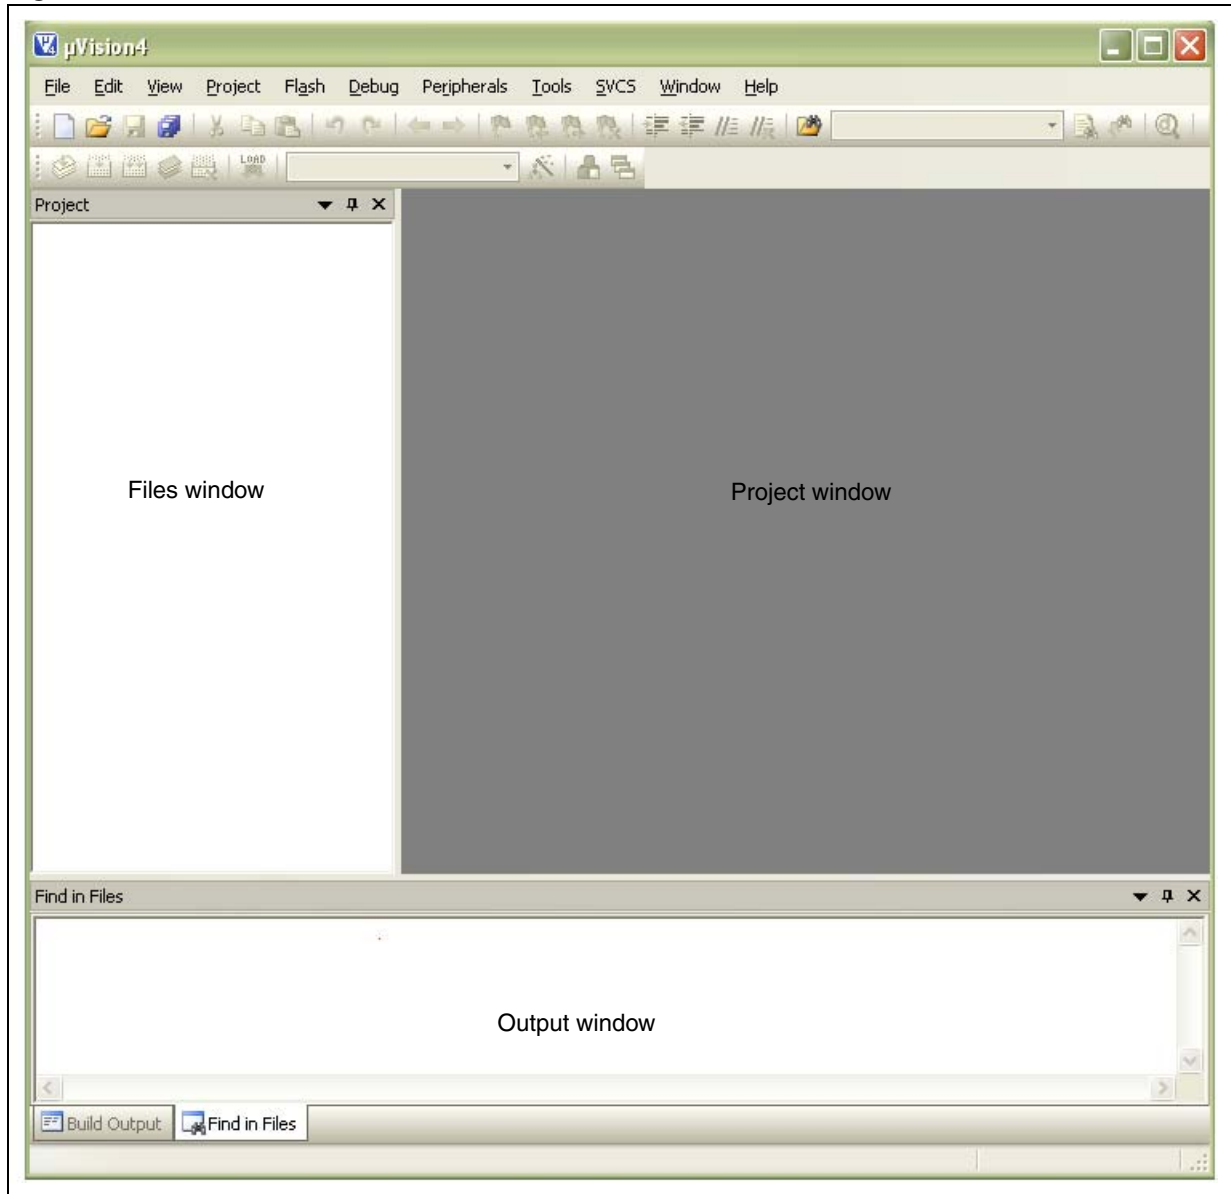 µVision4
File Edit View Project Flash Debug Peripherals Tools SVCS Window Help
LOAD
Project
Files window
Project window
Find in Files
Output window
Build Output Find in Files